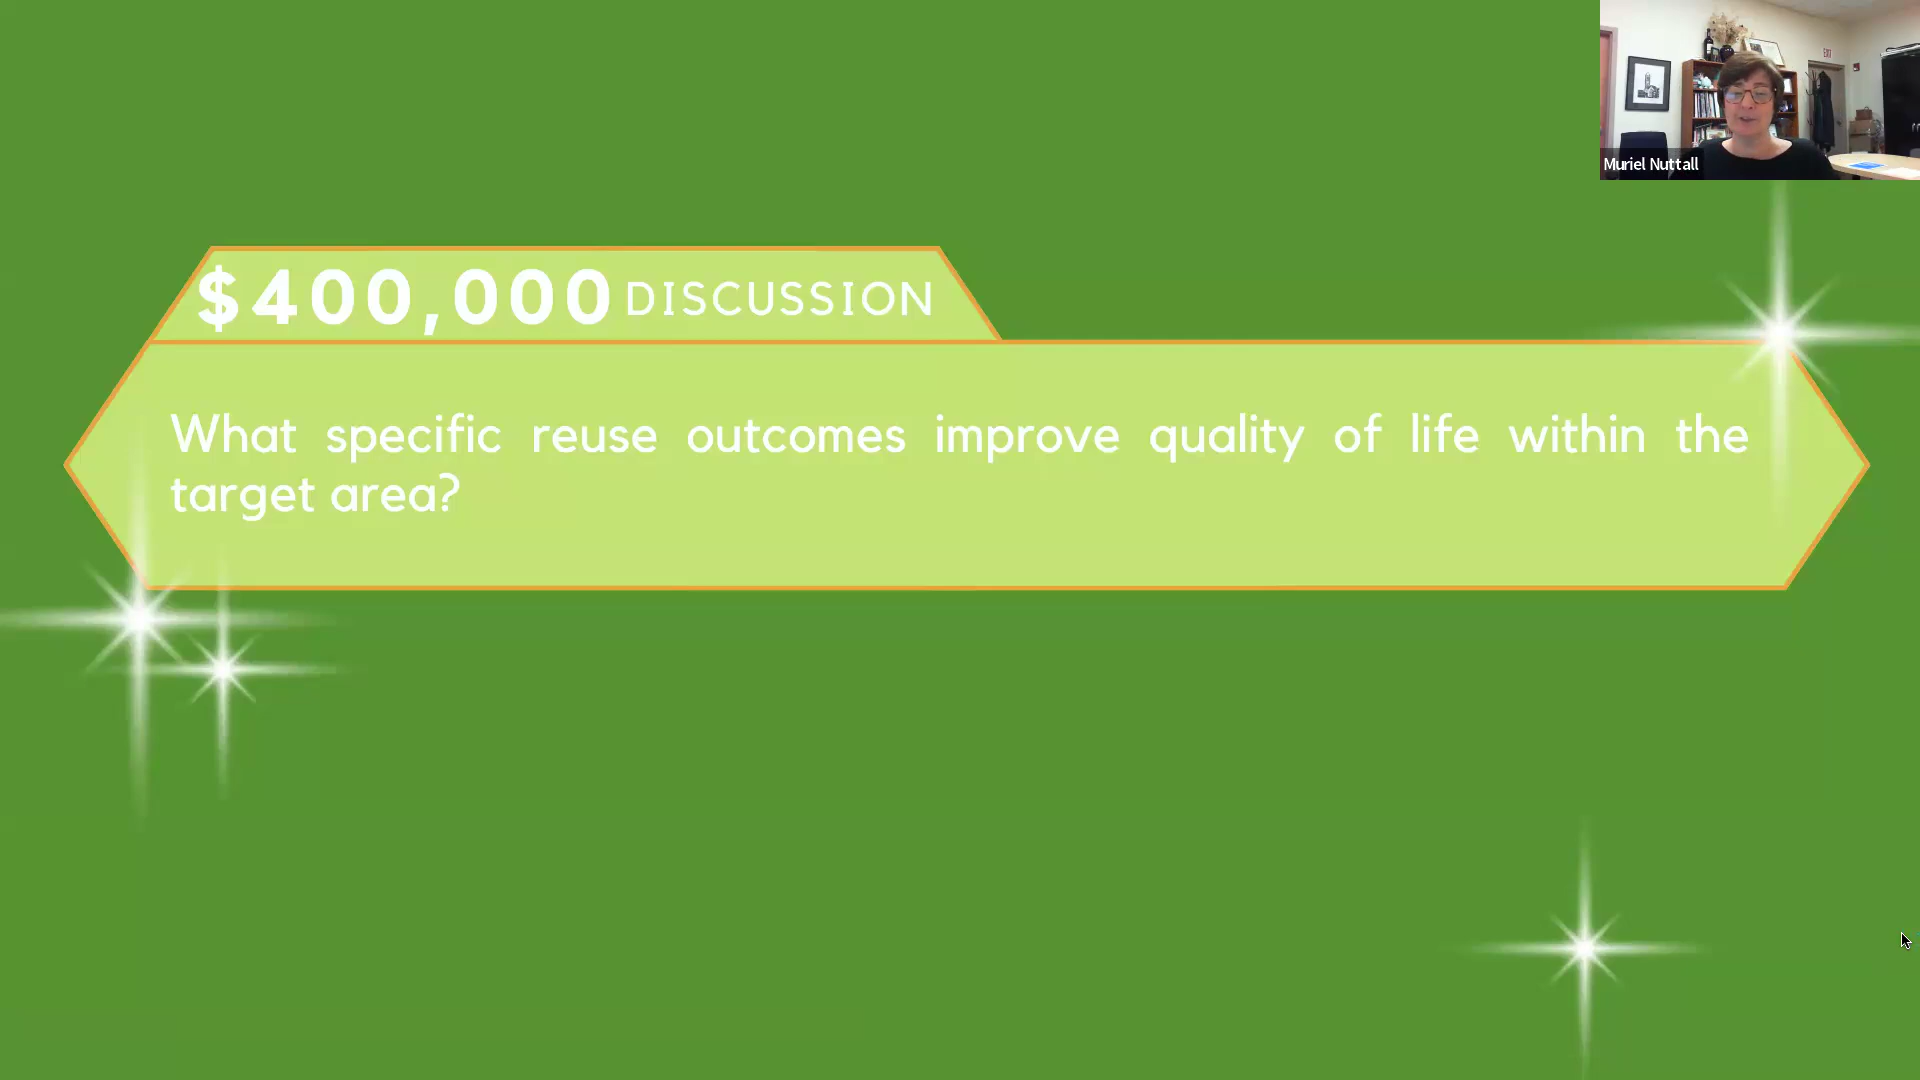 Muriel Nuttall
$400,000 DISCUSSION
What specific reuse outcomes improve quality of life within the
target area?